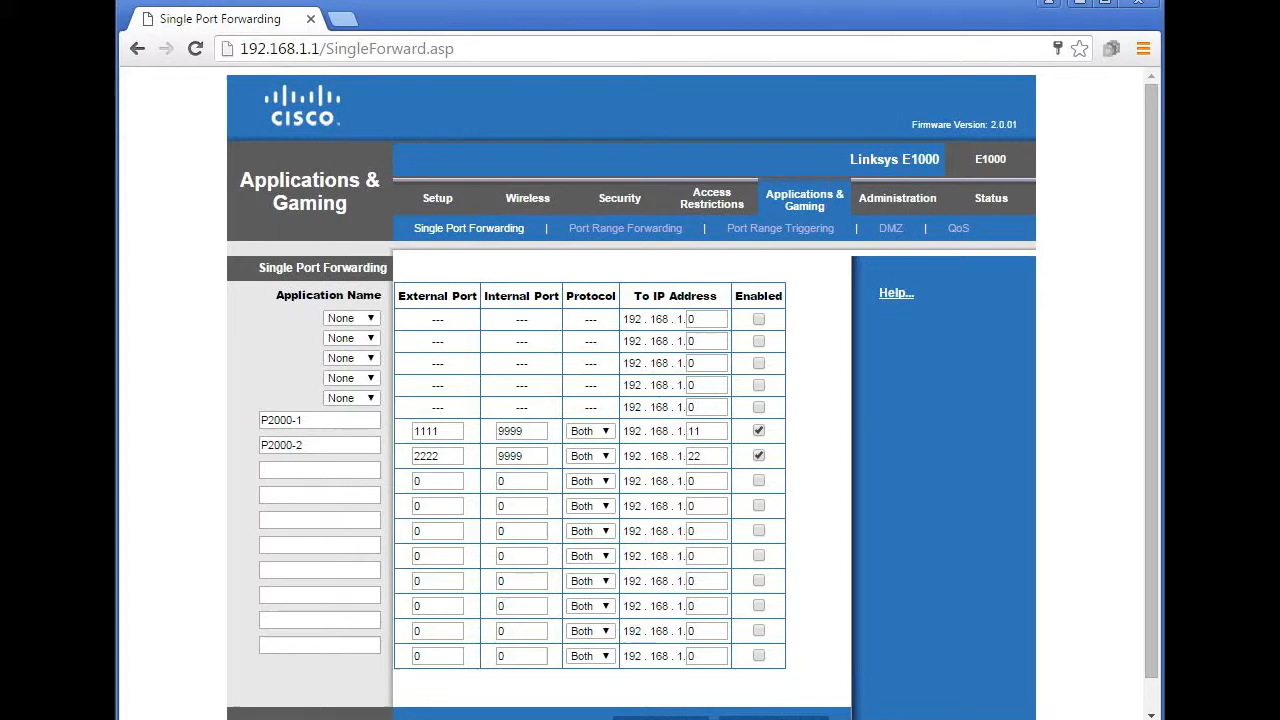 Single Port Forwarding
192.168.1.1/SingleForward.asp
CISCO.
Firmware Version: 2.0.01
Linksys E1000 E1000
Applications & Gaming
Setup Wireless Security Access Restrictions Applications & Gaming Administration Status
Single Port Forwarding | Port Range Forwarding | Port Range Triggering | DMZ | QoS
Single Port Forwarding
Help...
Application Name External Port Internal Port Protocol To IP Address Enabled
None --- --- --- 192 . 168 . 1. 0
None --- --- --- 192 . 168 . 1. 0
None --- --- --- 192 . 168 . 1. 0
None --- --- --- 192 . 168 . 1. 0
None --- --- --- 192 . 168 . 1. 0
P2000-1 1111 9999 Both 192 . 168 . 1. 11
P2000-2 2222 9999 Both 192 . 168 . 1. 22
0 0 Both 192 . 168 . 1. 0
0 0 Both 192 . 168 . 1. 0
0 0 Both 192 . 168 . 1. 0
0 0 Both 192 . 168 . 1. 0
0 0 Both 192 . 168 . 1. 0
0 0 Both 192 . 168 . 1. 0
0 0 Both 192 . 168 . 1. 0
0 0 Both 192 . 168 . 1. 0